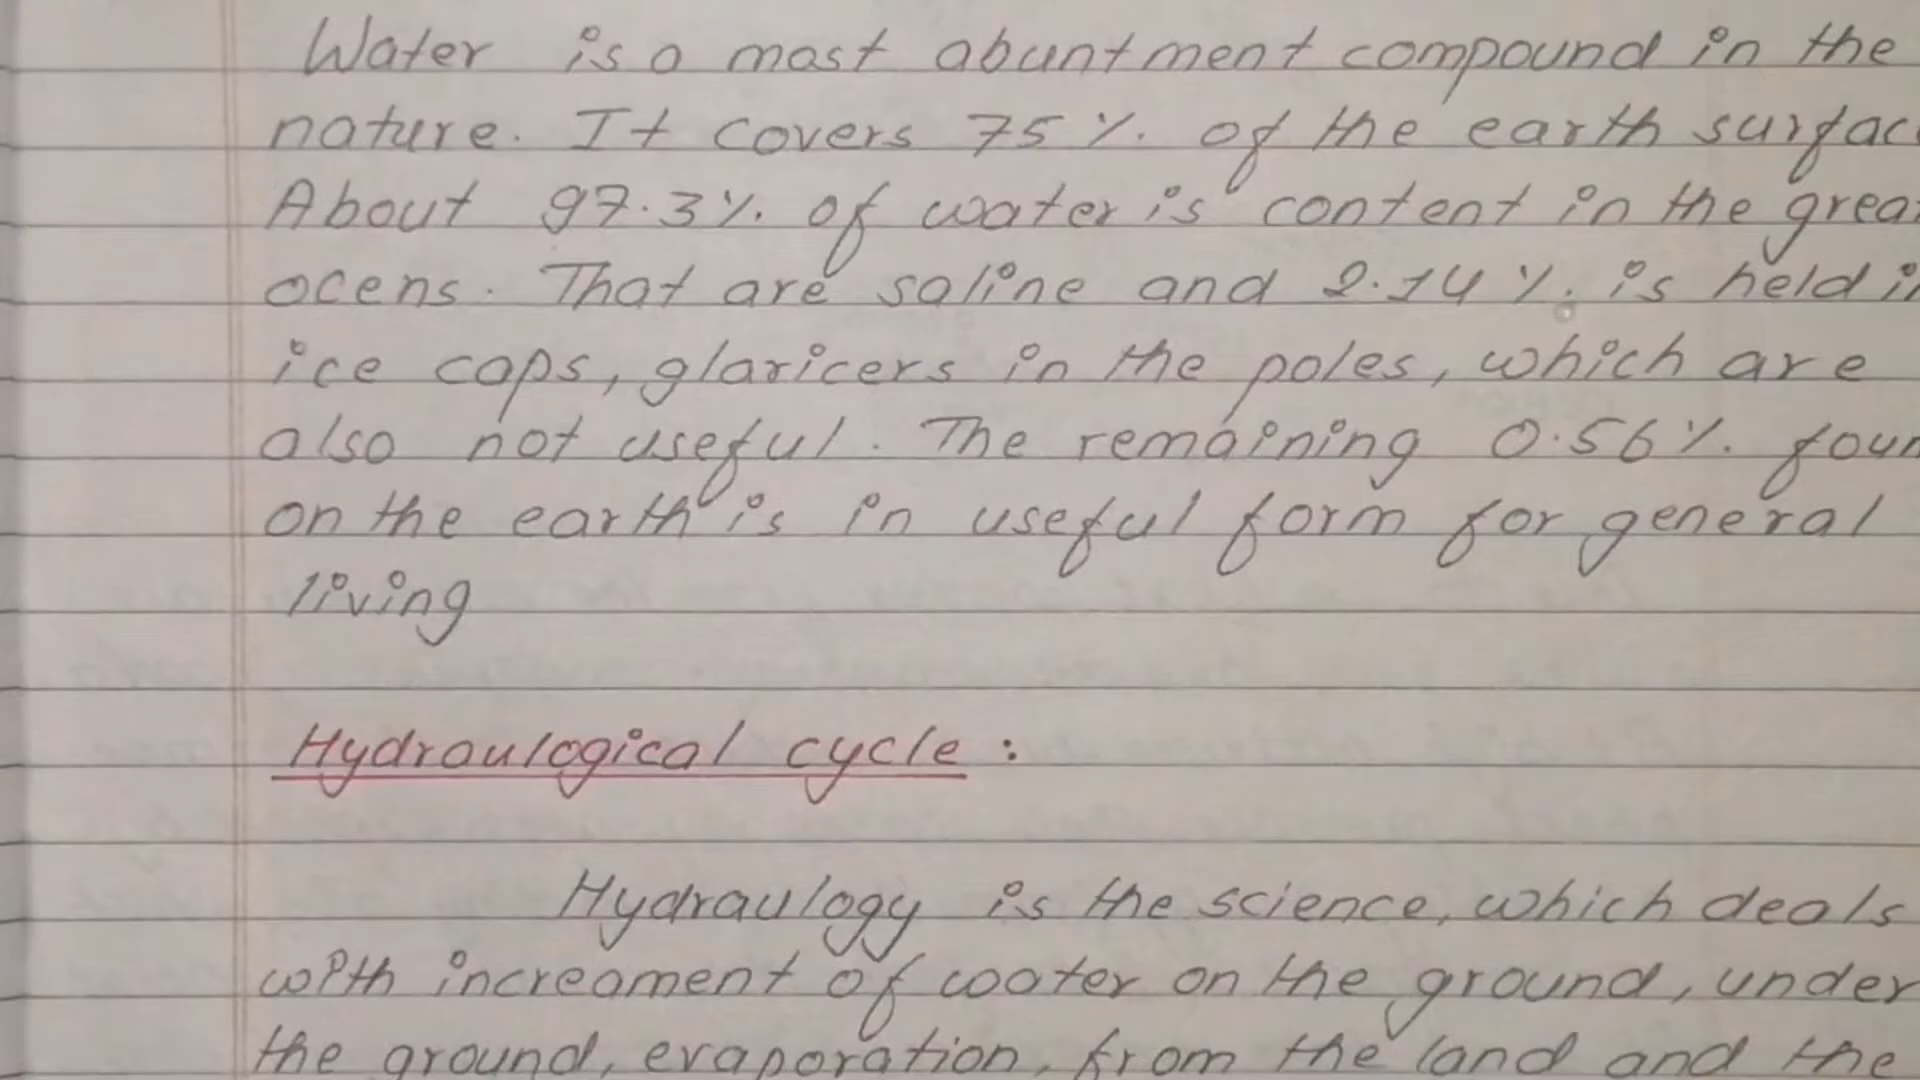 Water is a most abuntment compound in the
nature. It covers 75%. of the earth surfac
About 97.3%. of water is content in the grea
ocens. That are saline and 2.14%. is held i
ice caps, glaricers in the poles, which are
also not useful. The remaining 0.56%. foun
on the earth is in useful form for general
living
Hydroulogical cycle :
Hydraulogy is the science, which deals
with increament of water on the ground, under
the ground, evaporation, from the land and the